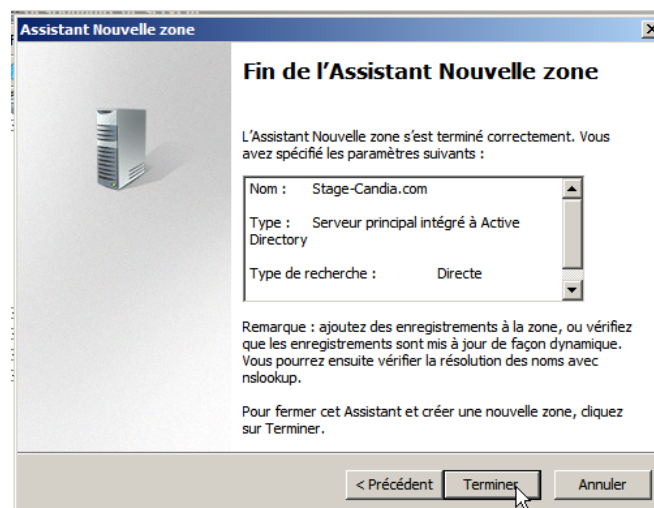 Assistant Nouvelle zone
Fin de l'Assistant Nouvelle zone
L'Assistant Nouvelle zone s'est terminé correctement. Vous
avez spécifié les paramètres suivants :
Nom : Stage-Candia.com
Type : Serveur principal intégré à Active
Directory
Type de recherche : Directe
Remarque : ajoutez des enregistrements à la zone, ou vérifiez
que les enregistrements sont mis à jour de façon dynamique.
Vous pourrez ensuite vérifier la résolution des noms avec
nslookup.
Pour fermer cet Assistant et créer une nouvelle zone, cliquez
sur Terminer.
< Précédent Terminer Annuler